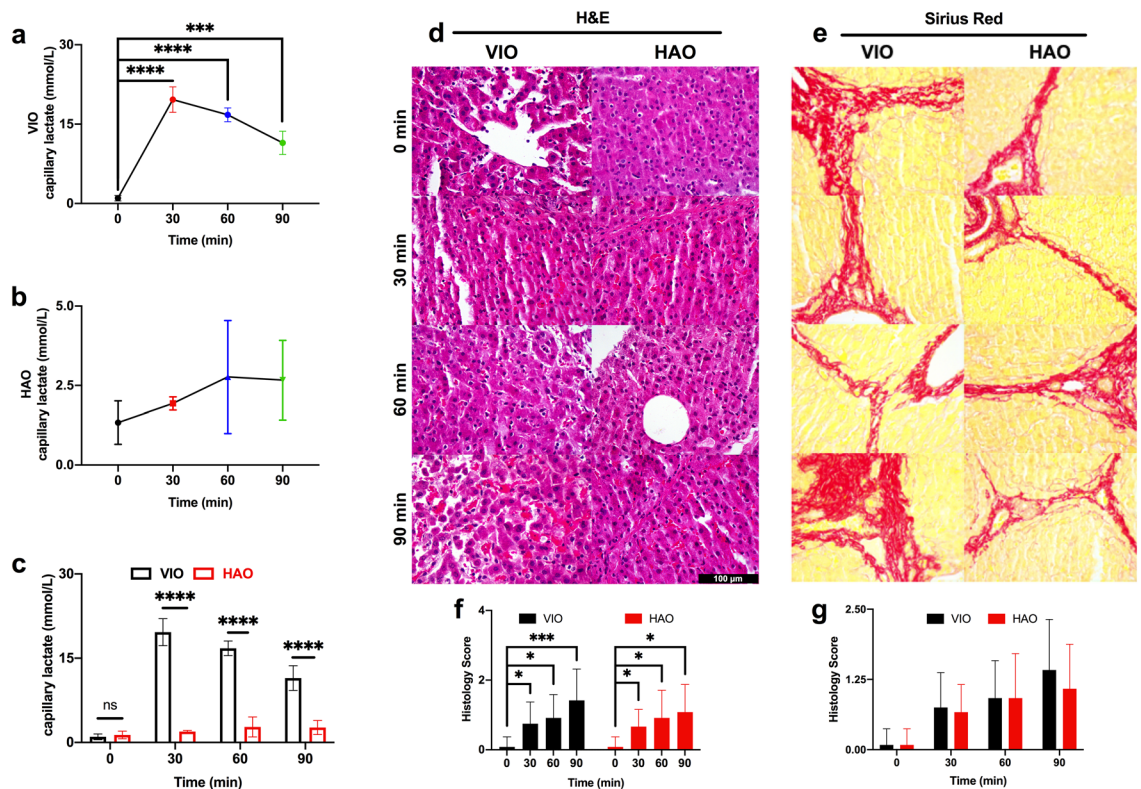 a
VIO
capillary lactate (mmol/L)
30
15
0
***
****
****
0 30 60 90
Time (min)
b
HAO
capillary lactate (mmol/L)
5.0
2.5
0.0
0 30 60 90
Time (min)
c
VIO HAO
capillary lactate (mmol/L)
30
15
0
ns
****
****
****
0 30 60 90
Time (min)
d
H&E
VIO HAO
0 min
30 min
60 min
90 min
100 µm
e
Sirius Red
VIO HAO
f
VIO HAO
Histology Score
4
2
0
***
*
*
*
*
*
0 30 60 90 0 30 60 90
Time (min)
g
VIO
HAO
Histology Score
2.50
1.25
0.00
0 30 60 90
Time (min)